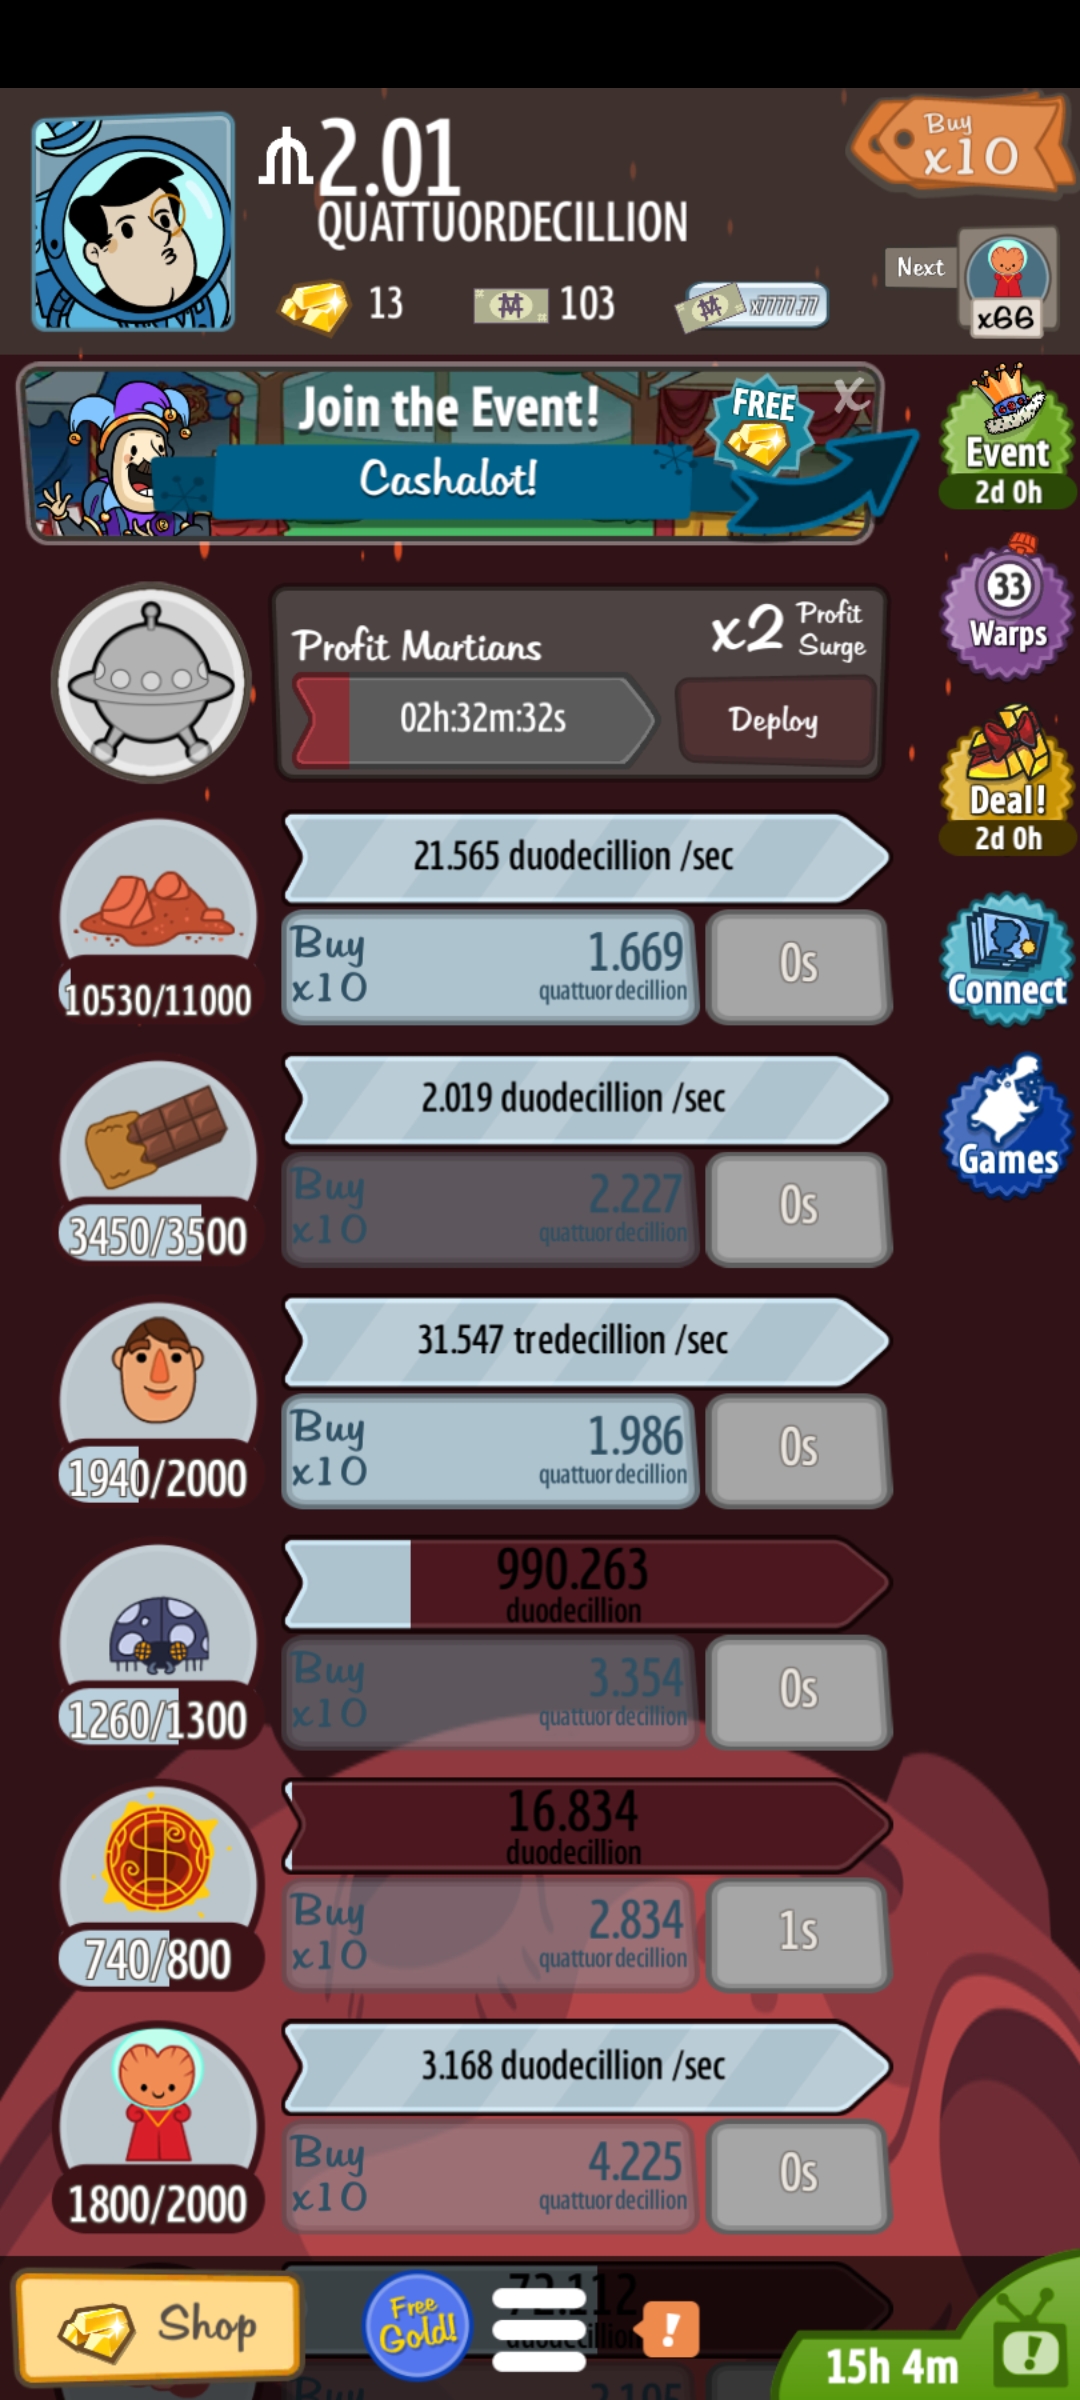 2.01
QUATTUORDECILLION
Buy
x10
13
103
x7777.77
Next
x66
Join the Event!
Cashalot!
FREE
X
Event
2d 0h
33
Warps
Profit Martians
x2 Profit
Surge
02h:32m:32s
Deploy
Deal!
2d 0h
21.565 duodecillion /sec
Buy
x10
1.669
quattuordecillion
0s
10530/11000
Connect
2.019 duodecillion /sec
Buy
x10
2.227
quattuordecillion
0s
3450/3500
Games
31.547 tredecillion /sec
Buy
x10
1.986
quattuordecillion
0s
1940/2000
990.263
duodecillion
Buy
x10
3.354
quattuordecillion
0s
1260/1300
16.834
duodecillion
Buy
x10
2.834
quattuordecillion
1s
740/800
3.168 duodecillion /sec
Buy
x10
4.225
quattuordecillion
0s
1800/2000
Shop
Free
Gold!
!
15h 4m
!